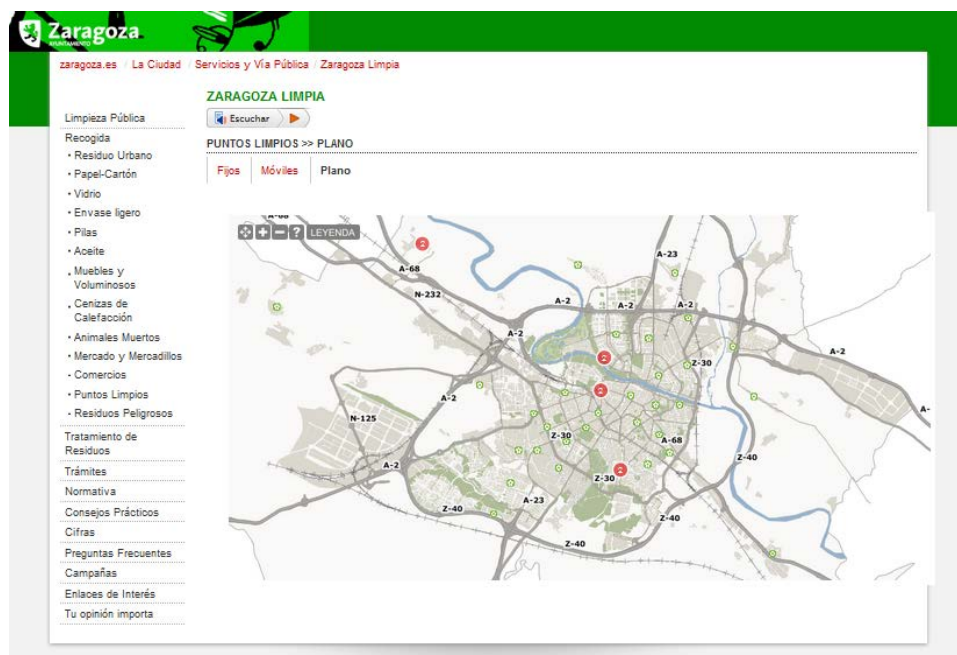 Zaragoza
AYUNTAMIENTO
zaragoza.es / La Ciudad / Servicios y Vía Pública / Zaragoza Limpia
ZARAGOZA LIMPIA
Escuchar
PUNTOS LIMPIOS >> PLANO
Fijos
Móviles
Plano
Limpieza Pública
Recogida
• Residuo Urbano
• Papel-Cartón
• Vidrio
• Envase ligero
• Pilas
• Aceite
• Muebles y
Voluminosos
• Cenizas de
Calefacción
• Animales Muertos
• Mercado y Mercadillos
• Comercios
• Puntos Limpios
• Residuos Peligrosos
Tratamiento de
Residuos
Trámites
Normativa
Consejos Prácticos
Cifras
Preguntas Frecuentes
Campañas
Enlaces de Interés
Tu opinión importa
A-68
? LEYENDA
A-23
A-68
N-232
A-2
A-2
A-2
A-2
A-2
Z-30
A-2
A-
N-125
Z-30
A-68
Z-40
A-2
Z-30
A-23
Z-40
Z-40
Z-40